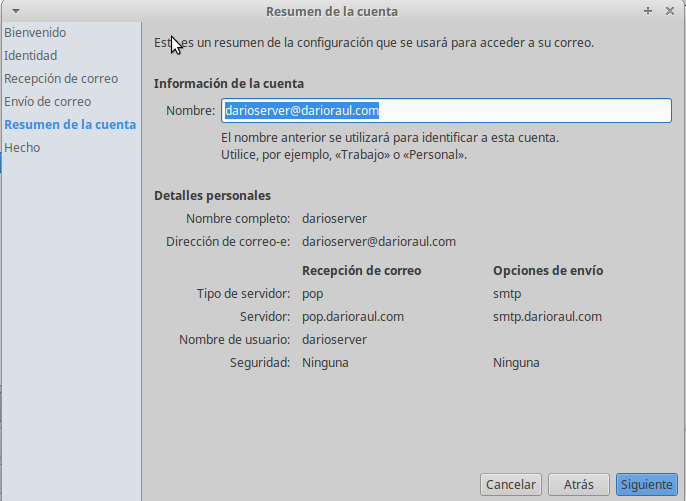 Resumen de la cuenta
Bienvenido
Identidad
Recepción de correo
Envío de correo
Resumen de la cuenta
Hecho
es un resumen de la configuración que se usará para acceder a su correo.
Información de la cuenta
Nombre: darioserver@darioraul.com
El nombre anterior se utilizará para identificar a esta cuenta.
Utilice, por ejemplo, «Trabajo» o «Personal».
Detalles personales
Nombre completo: darioserver
Dirección de correo-e: darioserver@darioraul.com
Recepción de correo Opciones de envío
Tipo de servidor: pop smtp
Servidor: pop.darioraul.com smtp.darioraul.com
Nombre de usuario: darioserver
Seguridad: Ninguna Ninguna
Cancelar Atrás Siguiente